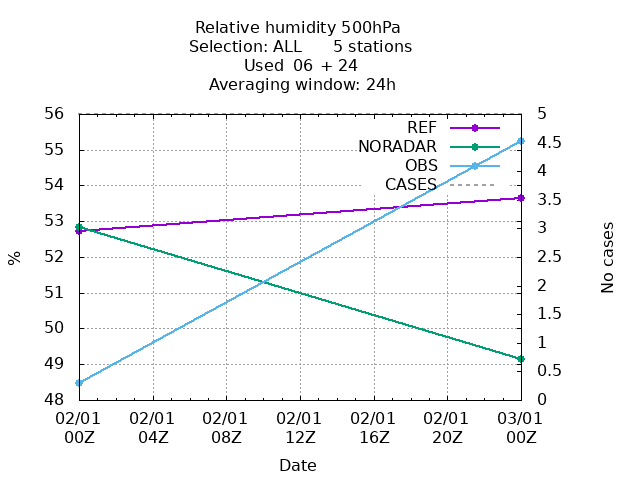 Relative humidity 500hPa
Selection: ALL 5 stations
Used 06 + 24
Averaging window: 24h
56
55
54
53
52
51
50
49
48
%
5
4.5
4
3.5
3
2.5
2
1.5
1
0.5
0
No cases
REF
NORADAR
OBS
CASES
02/01 02/01 02/01 02/01 02/01 02/01 03/01
00Z 04Z 08Z 12Z 16Z 20Z 00Z
Date